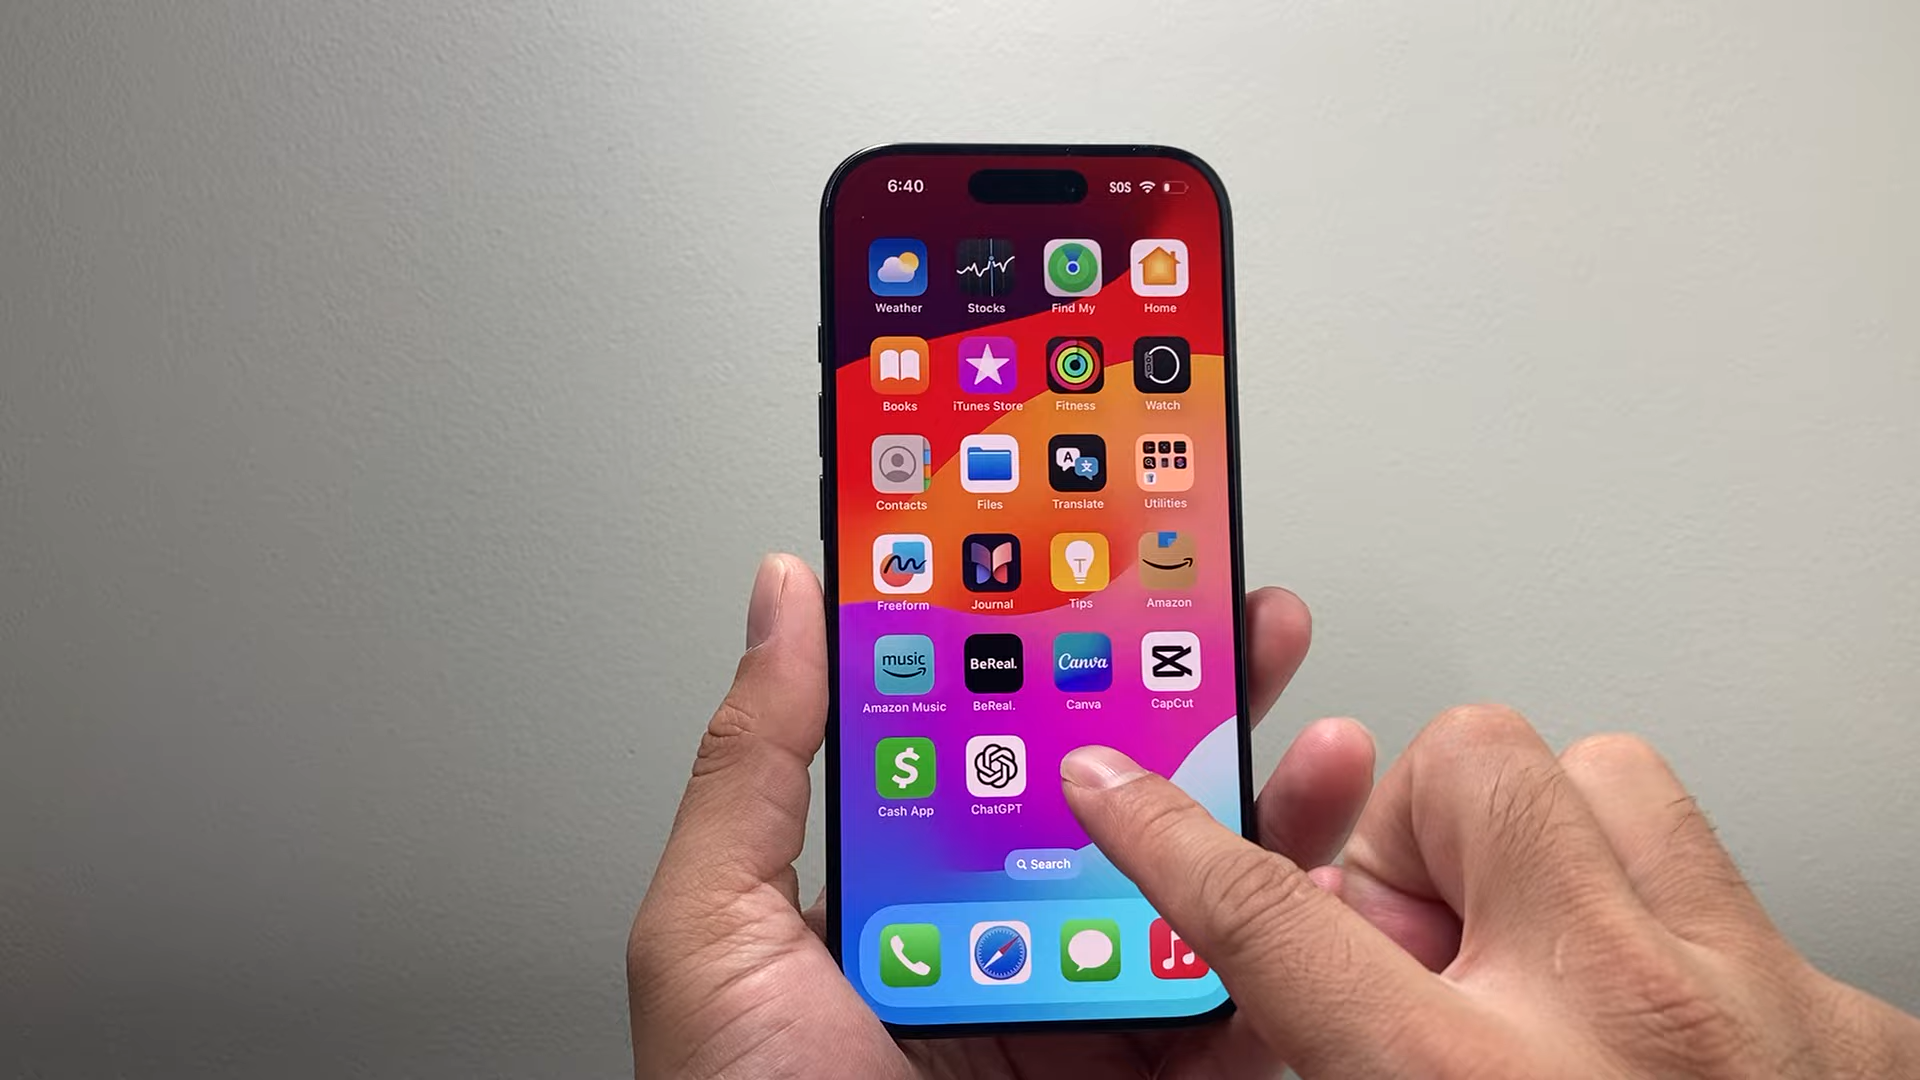 6:40 SOS
Weather Stocks Find My Home
Books iTunes Store Fitness Watch
A 文
Contacts Files Translate Utilities
T
Freeform Journal Tips Amazon
music BeReal. Canva
Amazon Music BeReal. Canva CapCut
$
Cash App ChatGPT
Search